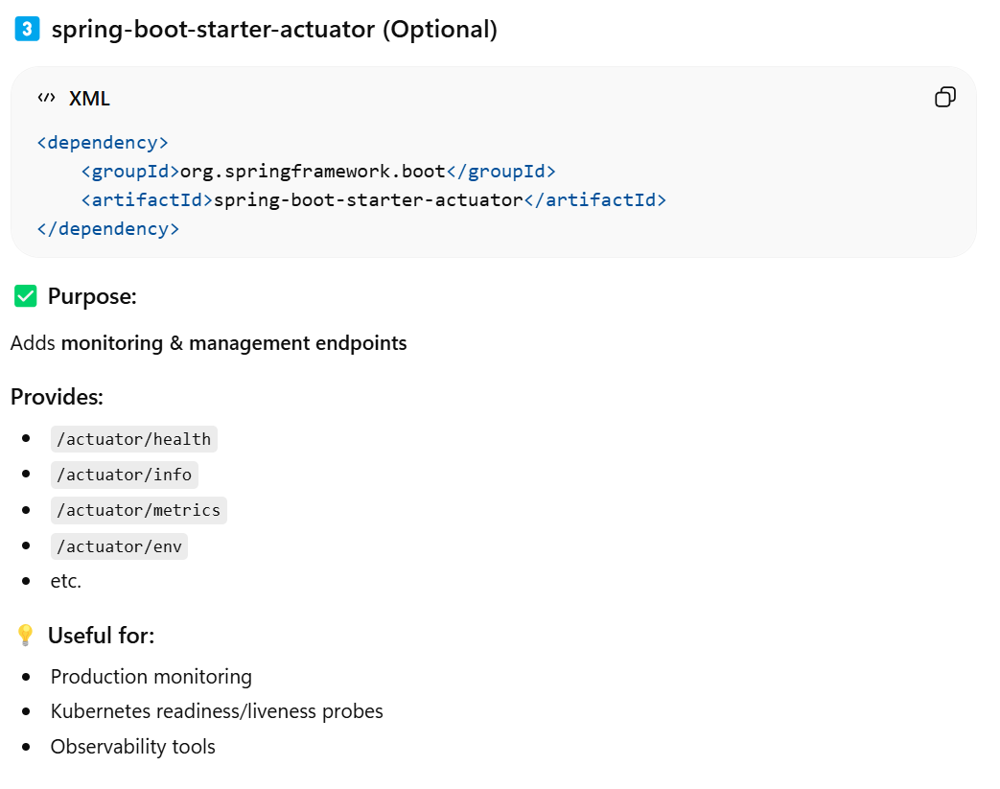 3 spring-boot-starter-actuator (Optional)
XML
<dependency>
    <groupId>org.springframework.boot</groupId>
    <artifactId>spring-boot-starter-actuator</artifactId>
</dependency>
Purpose:
Adds monitoring & management endpoints
Provides:
• /actuator/health
• /actuator/info
• /actuator/metrics
• /actuator/env
• etc.
Useful for:
• Production monitoring
• Kubernetes readiness/liveness probes
• Observability tools